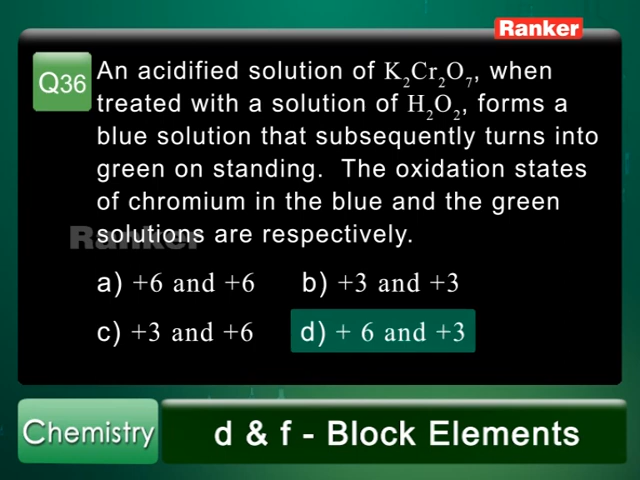 Ranker
Q36
An acidified solution of K₂Cr₂O₇, when
treated with a solution of H₂O₂, forms a
blue solution that subsequently turns into
green on standing. The oxidation states
of chromium in the blue and the green
Ranker
solutions are respectively.
a) +6 and +6 b) +3 and +3
c) +3 and +6 d) + 6 and +3
Chemistry
d & f - Block Elements